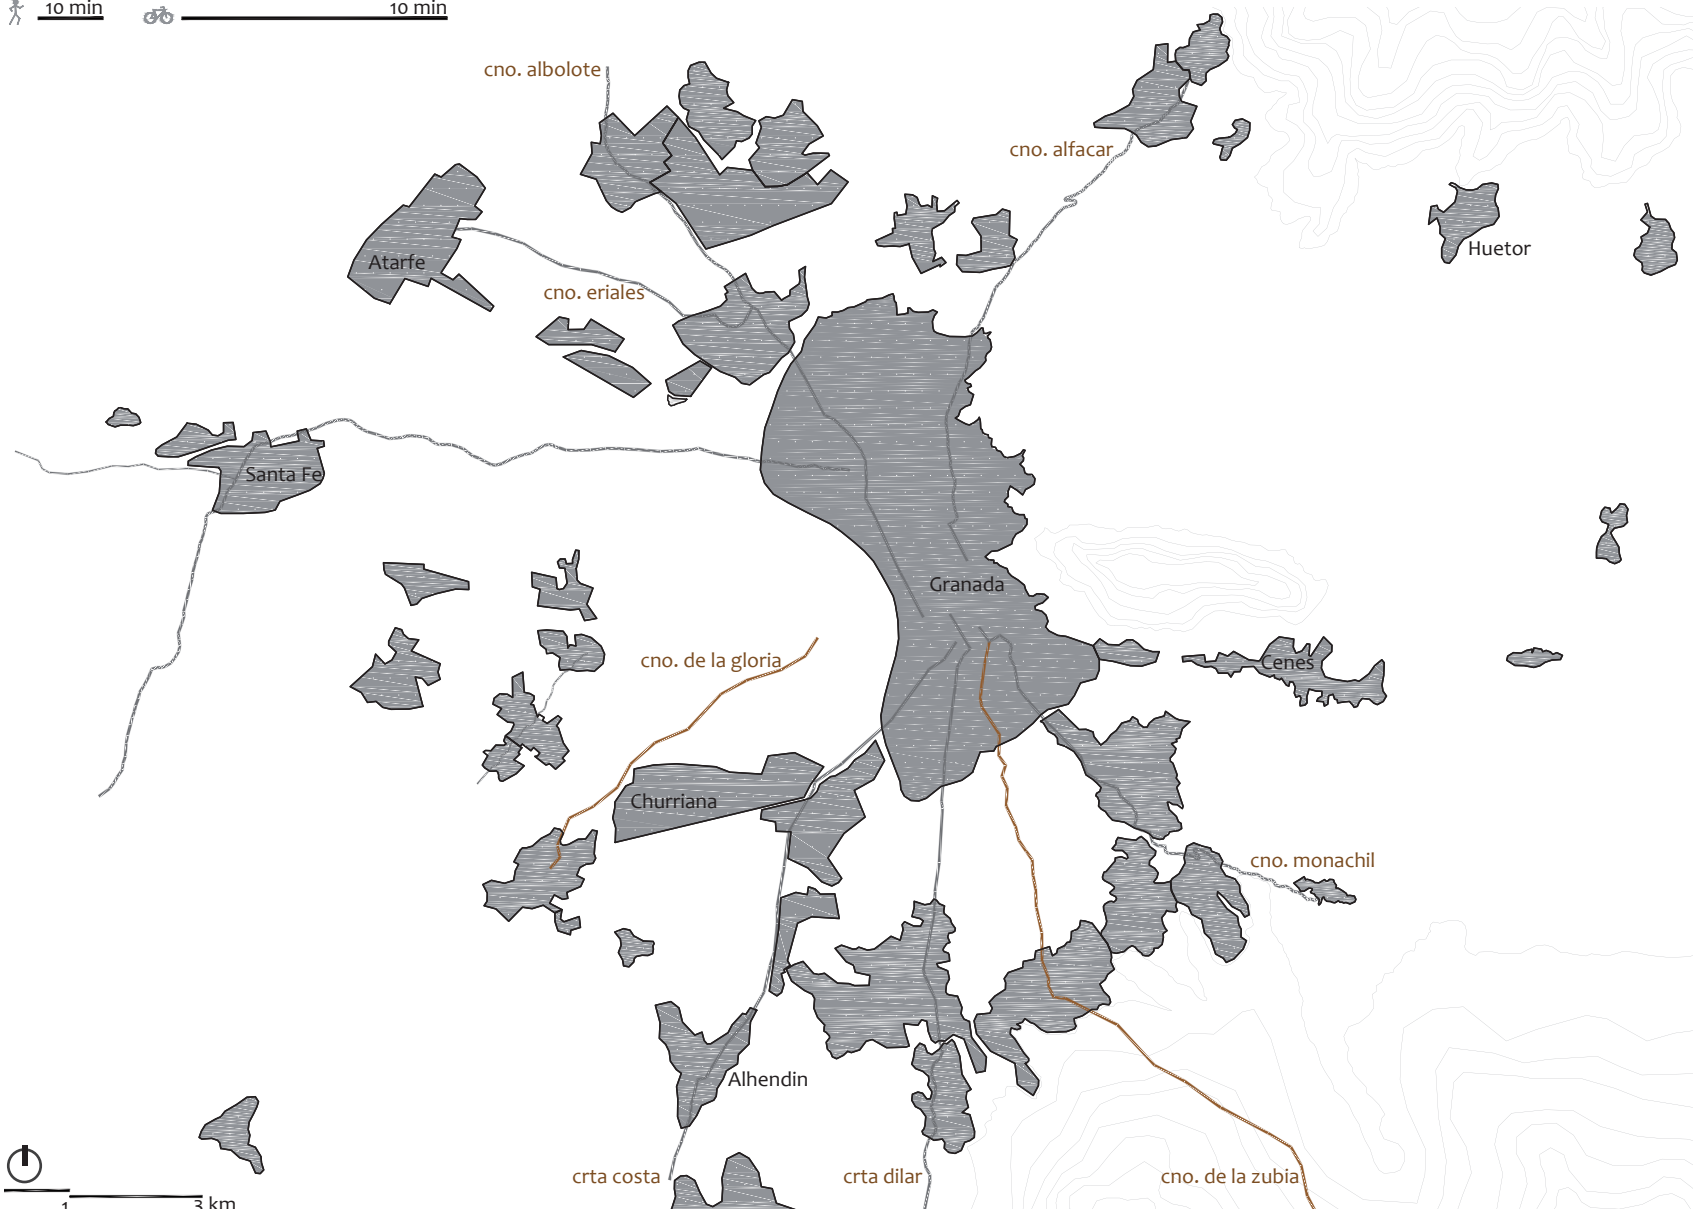 10 min
10 min
cno. albolote
cno. alfacar
Huetor
Atarfe
cno. eriales
Santa Fe
Granada
cno. de la gloria
Cenes
Churriana
cno. monachil
Alhendin
crta costa
crta dilar
cno. de la zubia
1
3 km